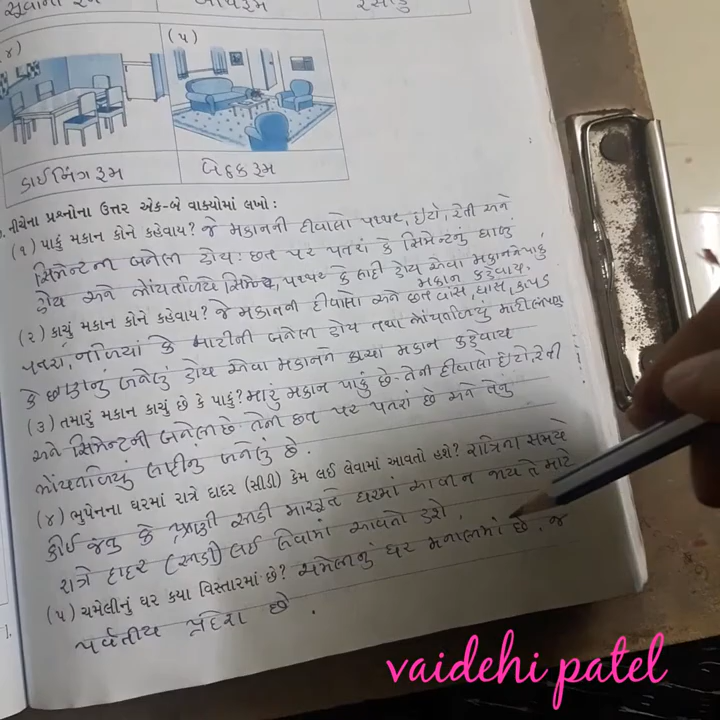 બાથરૂમ
રસોડું
૪)
(૫)
ડાઈનિંગરૂમ
બેઠકરૂમ
નીચેના પ્રશ્નોના ઉત્તર એક-બે વાક્યોમાં લખો :
(૧) પાકું મકાન કોને કહેવાય? જે મકાનની દીવાલો પથ્થર, ઈંટો, રેતી અને
સિમેન્ટની બનેલી હોય. છત પર પતરાં કે સિમેન્ટનું ધાબું
હોય અને ભોંયતળિયે સિમેન્ટ, પથ્થર કે લાદી હોય એવા મકાનને પાકું
મકાન કહેવાય.
(૨) કાચું મકાન કોને કહેવાય? જે મકાનની દીવાલો અને છત વાંસ, ઘાસ, કાપડ
પતરા, નળિયાં કે માટીની બનેલી હોય તથા ભોંયતળિયું માટી
કે છાણનું બનેલું હોય એવા મકાનને કાચા મકાન કહેવાય
(૩) તમારું મકાન કાચું છે કે પાકું? મારું મકાન પાકું છે. તેની દીવાલો ઈંટો, રેતી
અને સિમેન્ટની બનેલી છે. તેની છત પર પતરાં છે અને તેનું
ભોંયતળિયું લાદીનું બનેલું છે.
(૪) ભુપેનના ઘરમાં રાત્રે દાદર (સીડી) કેમ લઈ લેવામાં આવતો હશે? રાત્રિના સમયે
કોઈ જંતુ કે પ્રાણી સીડી મારફતે ઘરમાં આવી ન જાય તે માટે
રાત્રે દાદર (સીડી) લઈ લેવામાં આવતો હશે.
(૫) ચમેલીનું ઘર કયા વિસ્તારમાં છે? ચમેલીનું ઘર મનાલીમાં છે. જે
પર્વતીય પ્રદેશ છે.
vaidehi patel